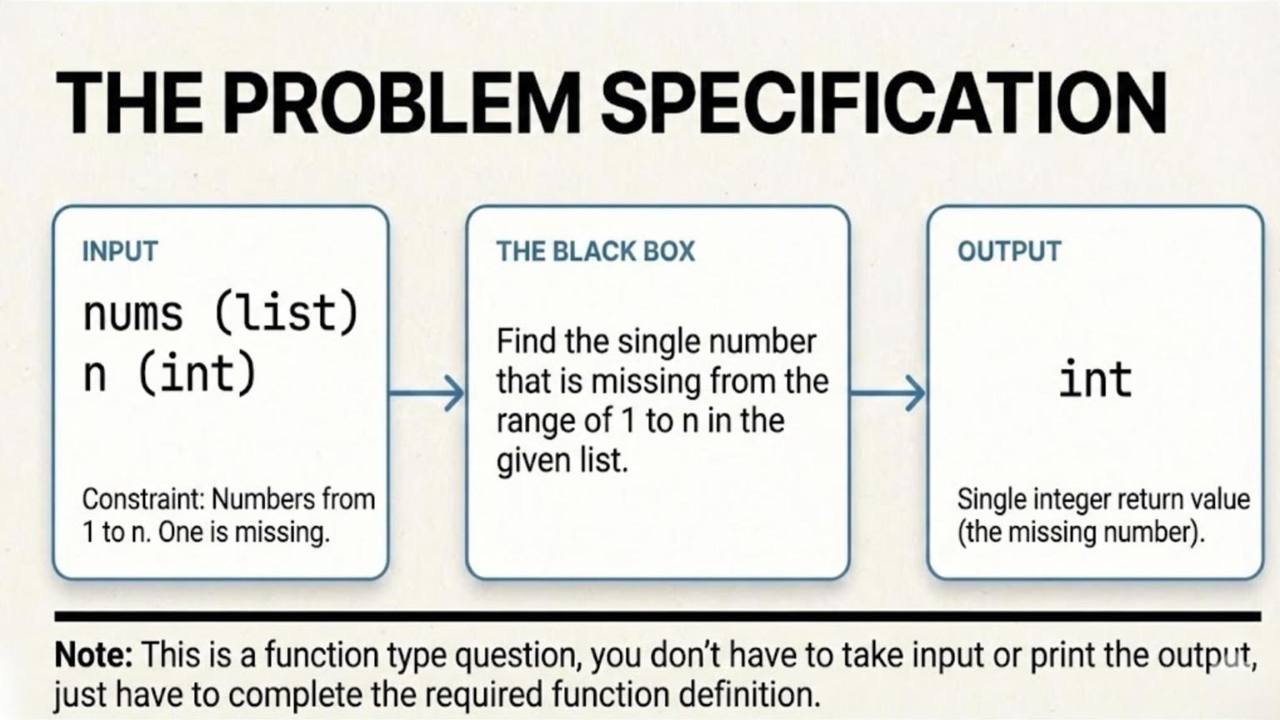 THE PROBLEM SPECIFICATION
INPUT
nums (list)
n (int)
Constraint: Numbers from
1 to n. One is missing.
THE BLACK BOX
Find the single number
that is missing from the
range of 1 to n in the
given list.
OUTPUT
int
Single integer return value
(the missing number).
Note: This is a function type question, you don't have to take input or print the output,
just have to complete the required function definition.